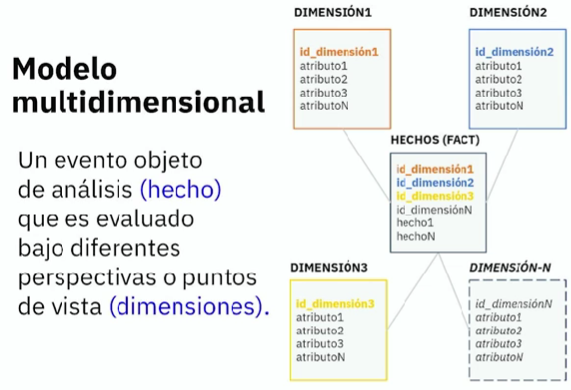 Modelo
multidimensional
Un evento objeto
de análisis (hecho)
que es evaluado
bajo diferentes
perspectivas o puntos
de vista (dimensiones).
DIMENSIÓN1
id_dimensión1
atributo1
atributo2
atributo3
atributoN
DIMENSIÓN2
id_dimensión2
atributo1
atributo2
atributo3
atributoN
HECHOS (FACT)
id_dimensión1
id_dimensión2
id_dimensión3
id_dimensiónN
hecho1
hechoN
DIMENSIÓN3
id_dimensión3
atributo1
atributo2
atributo3
atributoN
DIMENSIÓN-N
id_dimensiónN
atributo1
atributo2
atributo3
atributoN